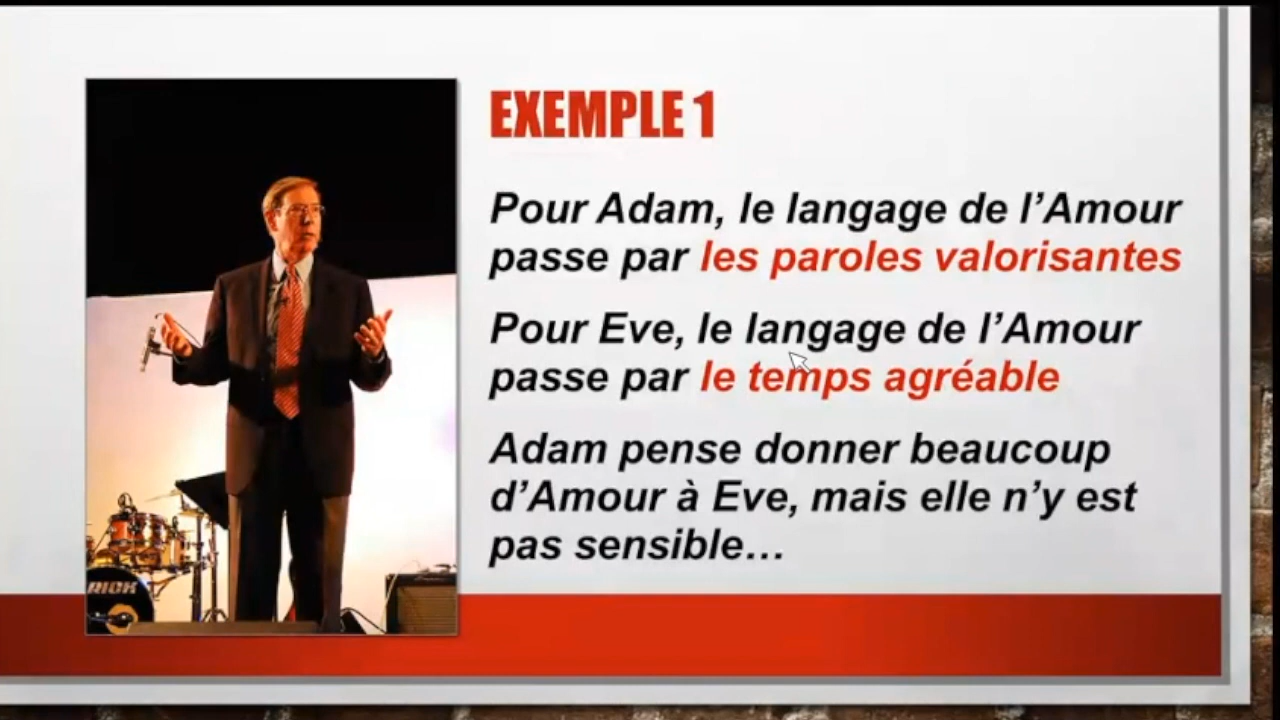 EXEMPLE 1
Pour Adam, le langage de l’Amour
passe par les paroles valorisantes
Pour Eve, le langage de l’Amour
passe par le temps agréable
Adam pense donner beaucoup
d’Amour à Eve, mais elle n’y est
pas sensible…